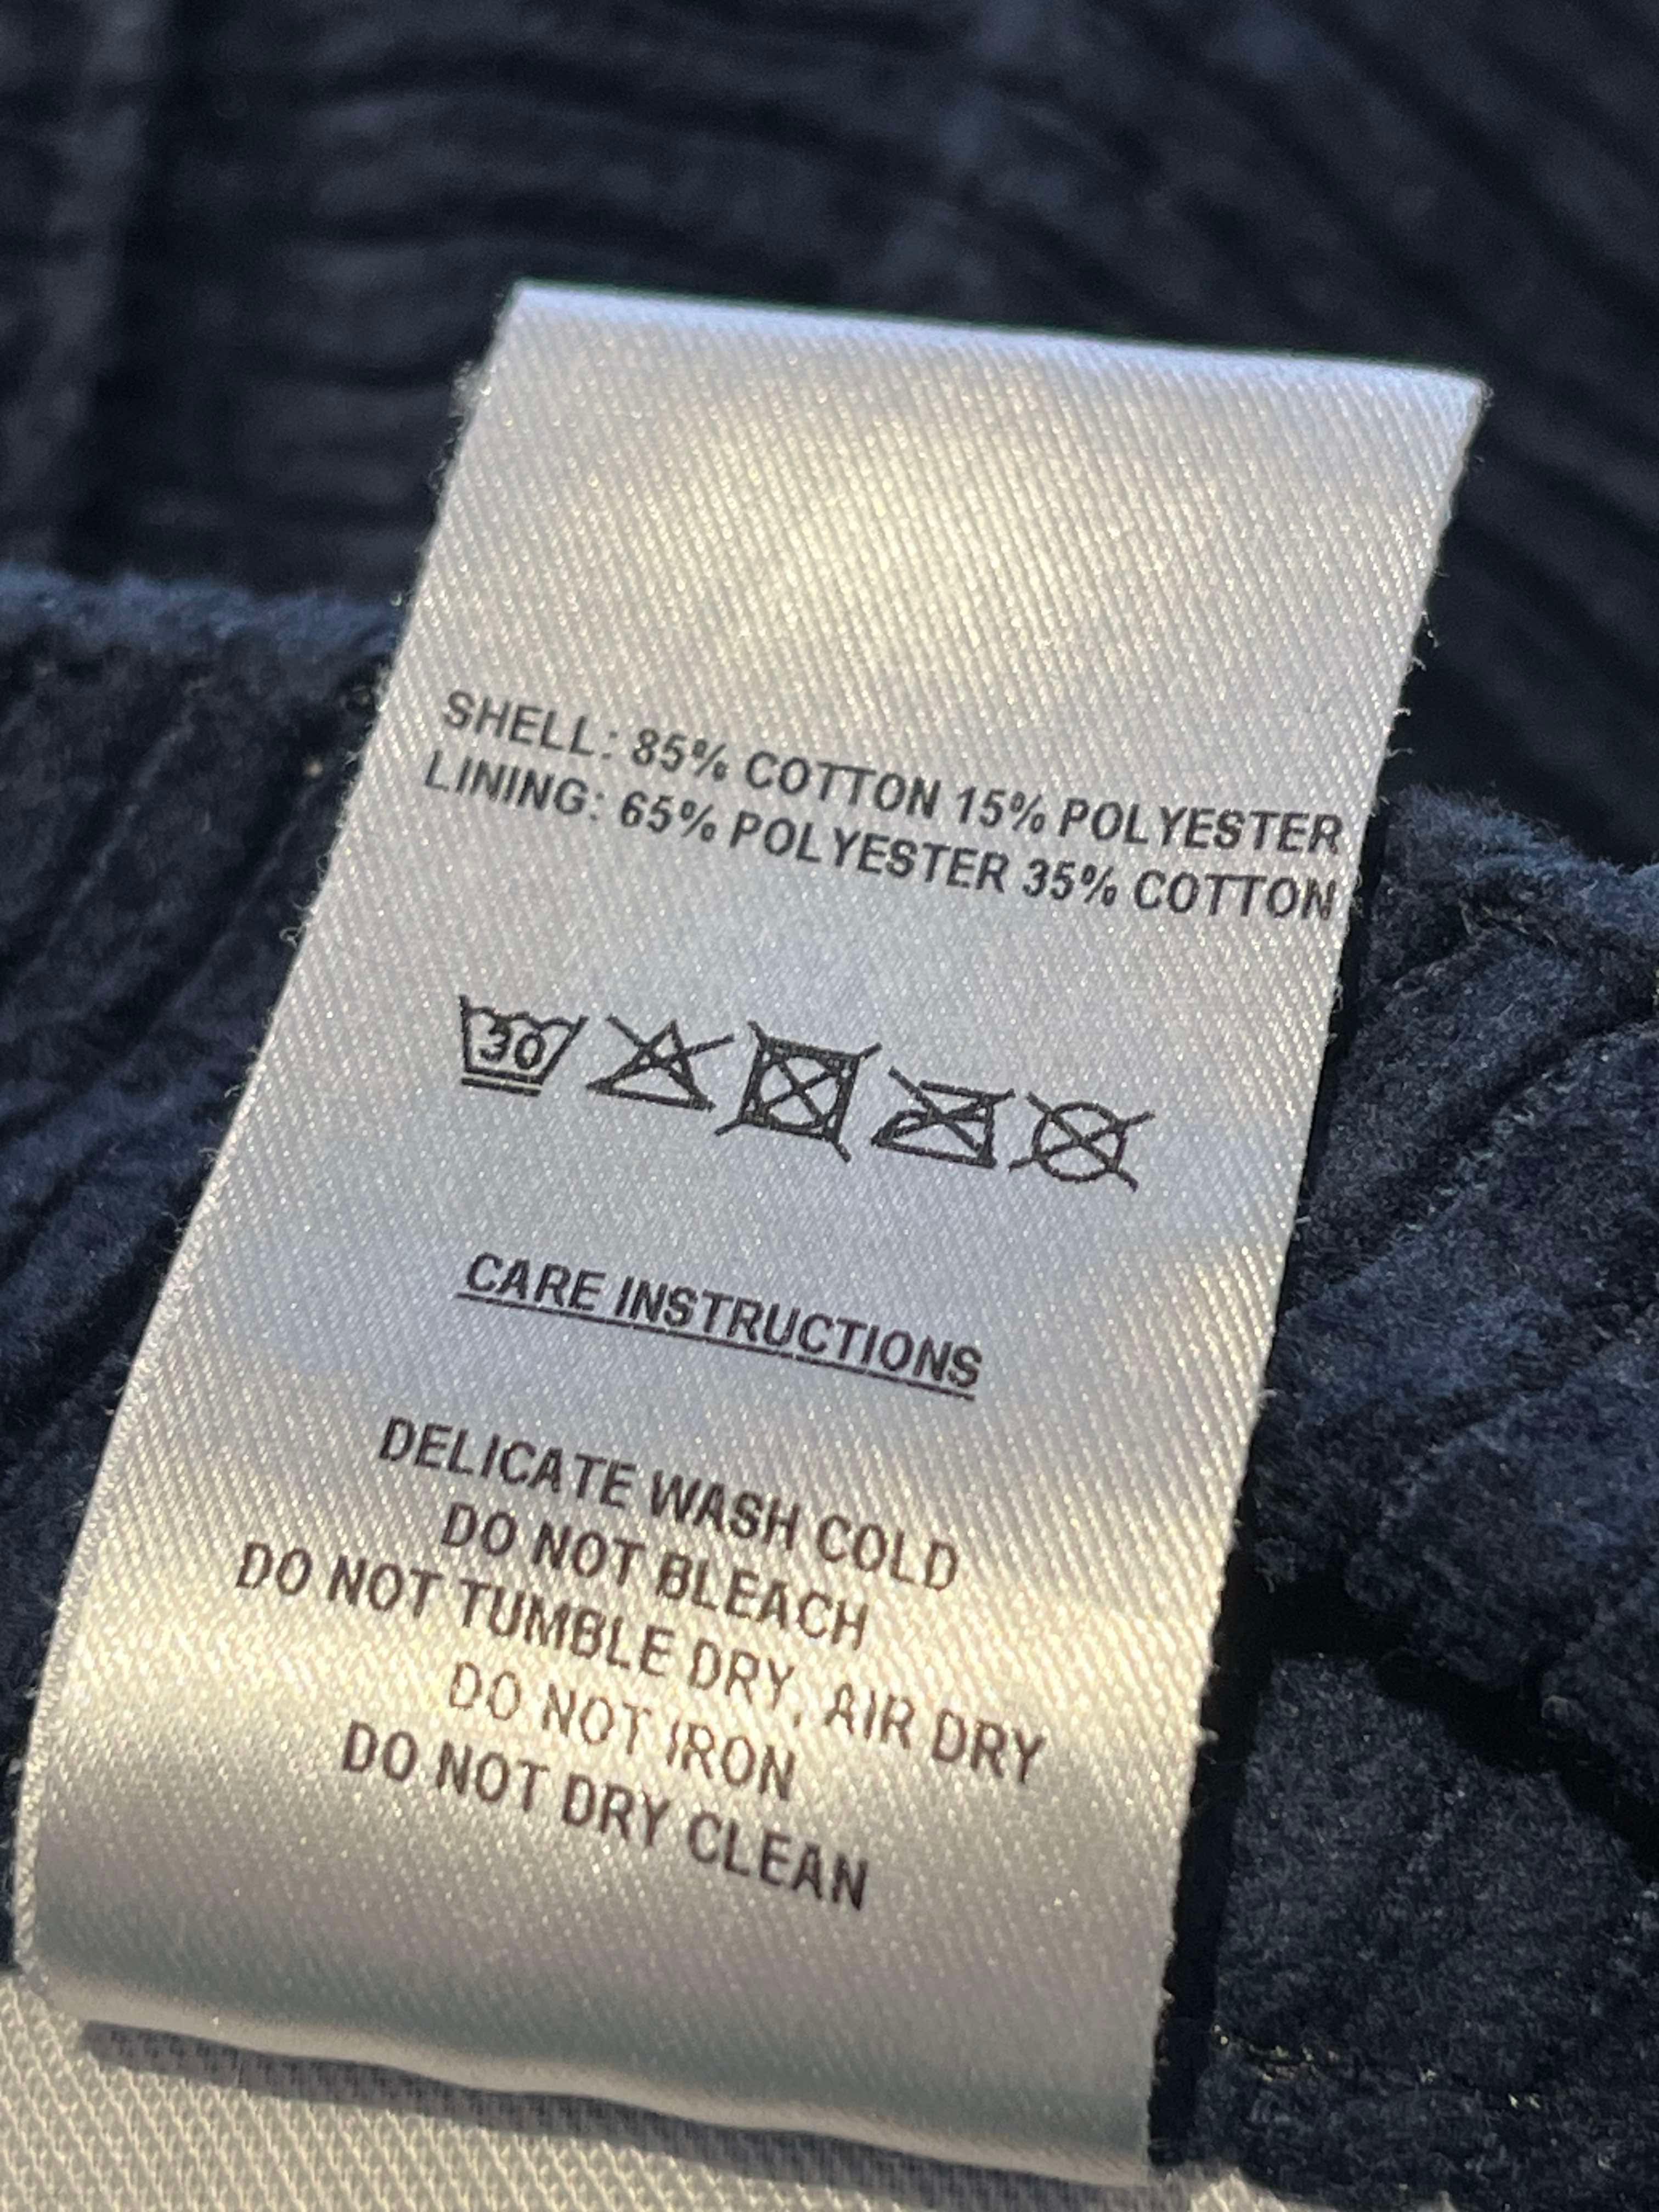 SHELL: 85% COTTON 15% POLYESTER
LINING: 65% POLYESTER 35% COTTON
30
CARE INSTRUCTIONS
DELICATE WASH COLD
DO NOT BLEACH
DO NOT TUMBLE DRY, AIR DRY
DO NOT IRON
DO NOT DRY CLEAN